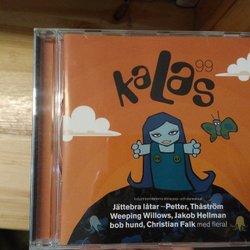 kaLas 99
Jättebra låtar – Petter, Thåström
Weeping Willows, Jakob Hellman
bob hund, Christian Falk med flera!